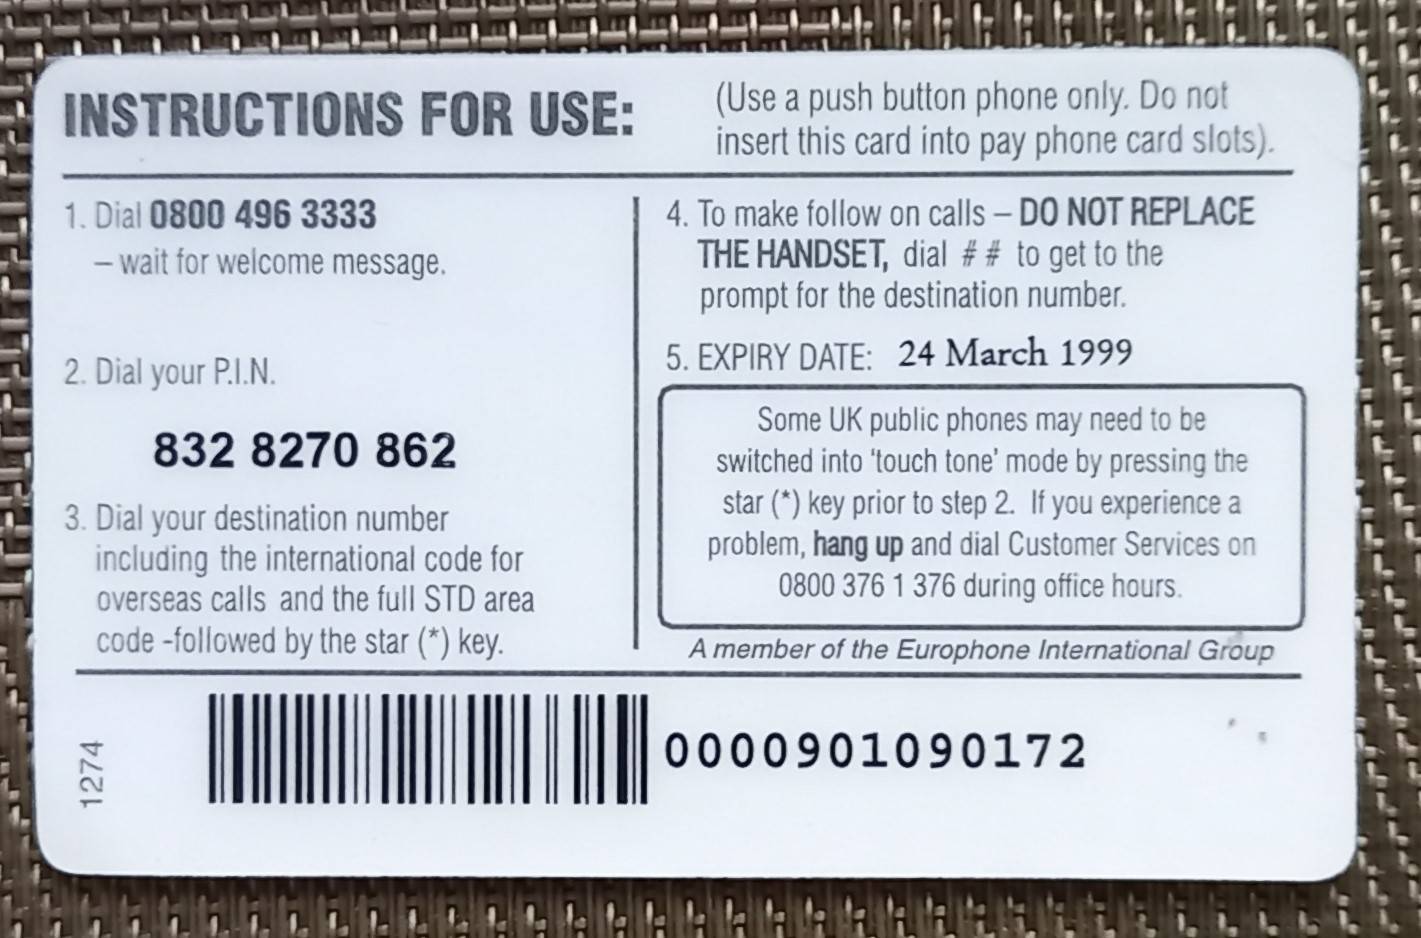 INSTRUCTIONS FOR USE:
(Use a push button phone only. Do not
insert this card into pay phone card slots).
1. Dial 0800 496 3333
– wait for welcome message.
2. Dial your P.I.N.
832 8270 862
3. Dial your destination number
including the international code for
overseas calls and the full STD area
code -followed by the star (*) key.
4. To make follow on calls – DO NOT REPLACE
THE HANDSET, dial # # to get to the
prompt for the destination number.
5. EXPIRY DATE: 24 March 1999
Some UK public phones may need to be
switched into ‘touch tone’ mode by pressing the
star (*) key prior to step 2. If you experience a
problem, hang up and dial Customer Services on
0800 376 1 376 during office hours.
A member of the Europhone International Group
1274
0000901090172